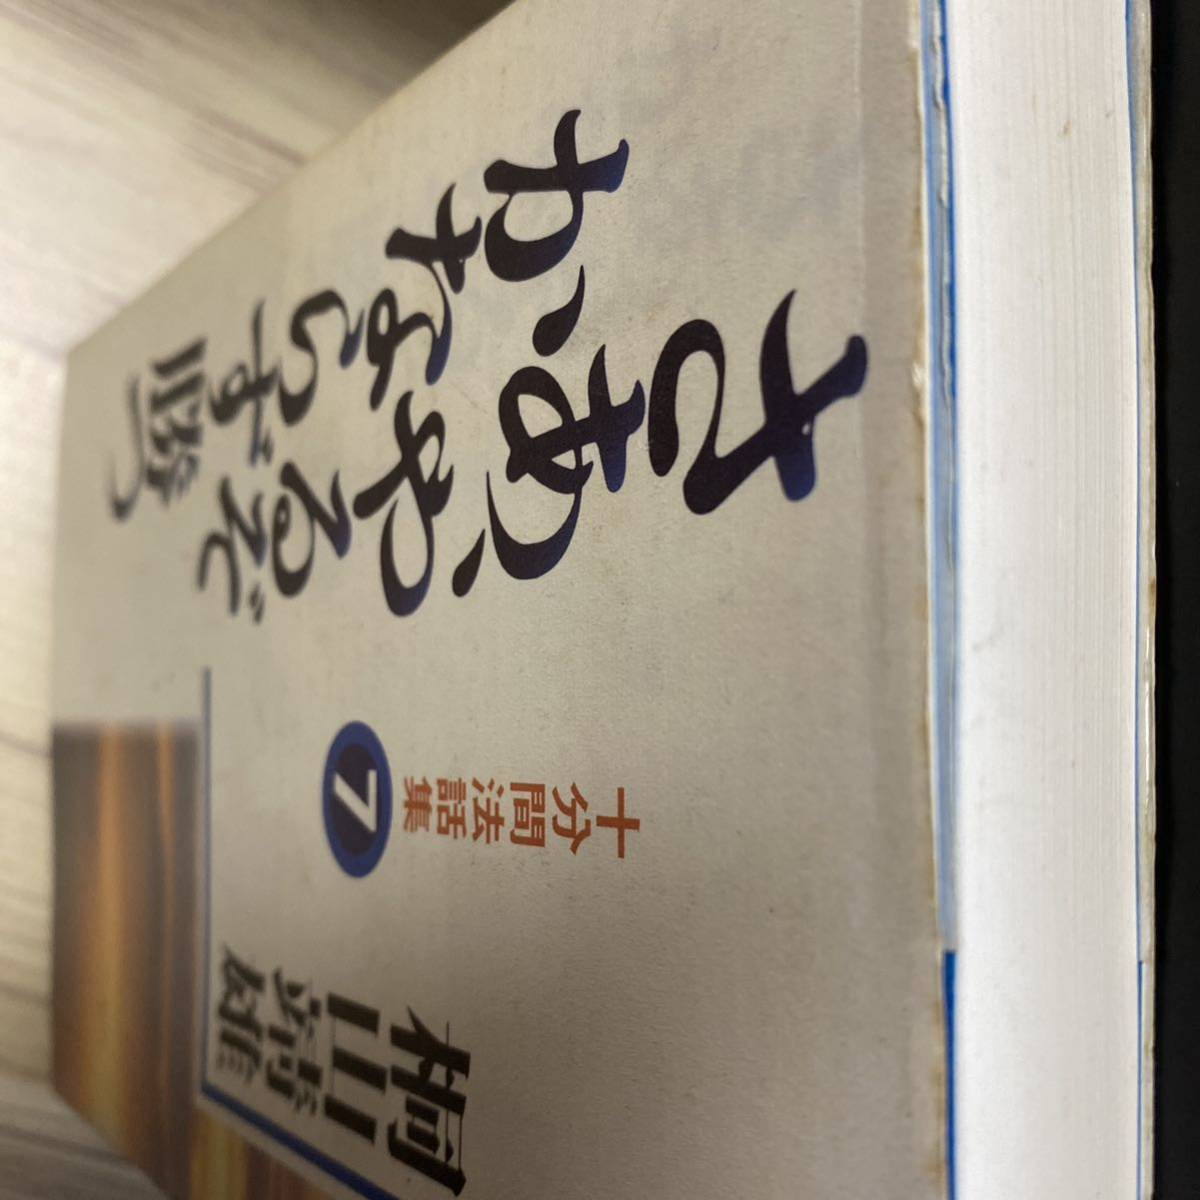 さあ、やるぞ
かならず勝つ
十分間法話集
7
桐山靖雄